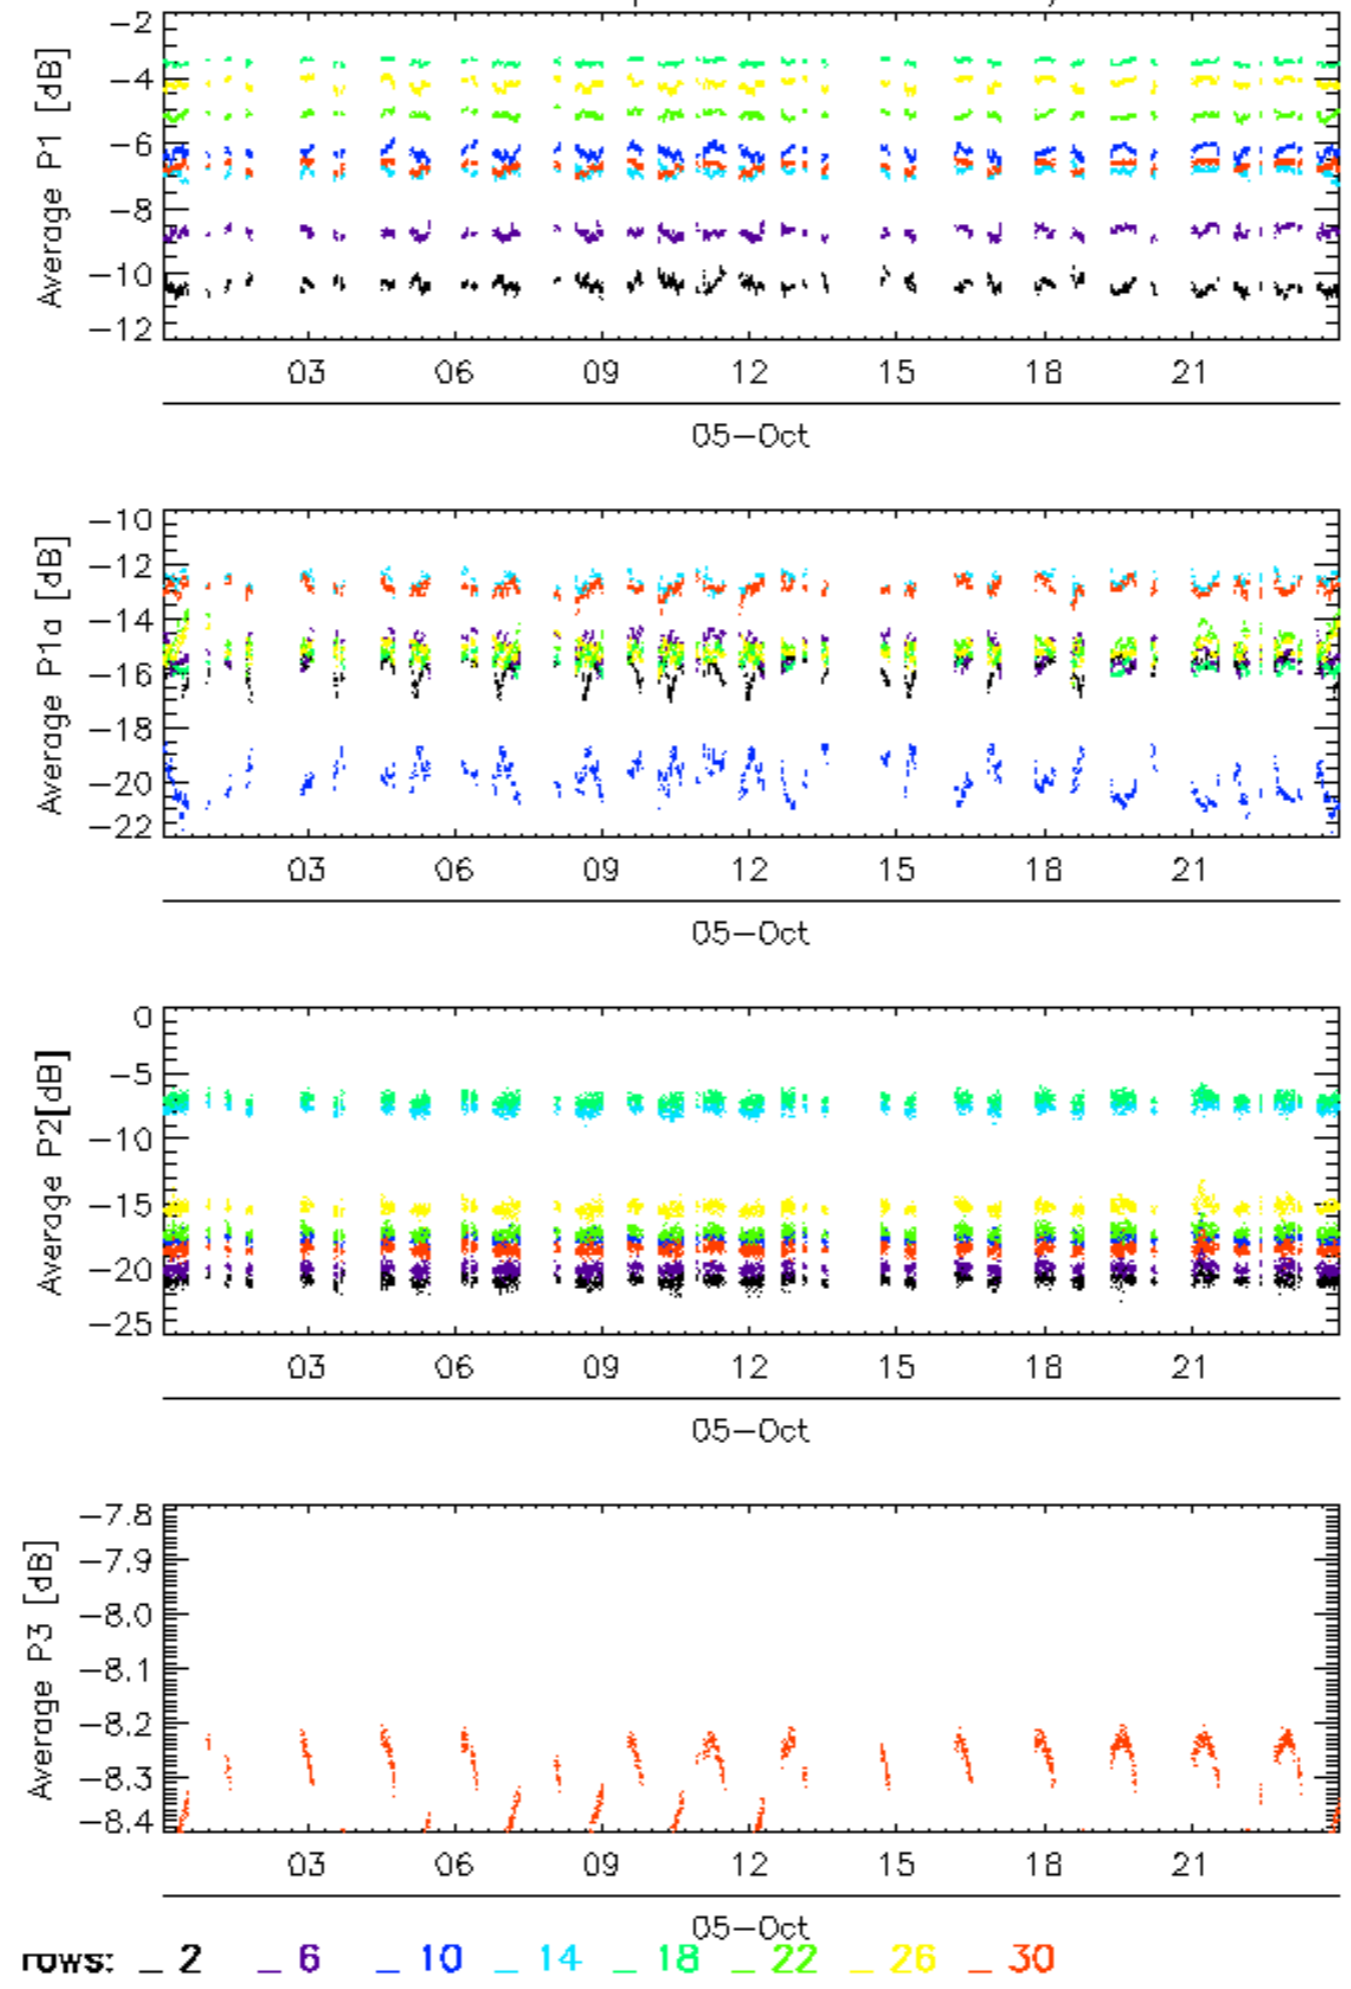 Average P1 [dB]
-2
-4
-6
-8
-10
-12
03 06 09 12 15 18 21
05-Oct
Average P1a [dB]
-10
-12
-14
-16
-18
-20
-22
03 06 09 12 15 18 21
05-Oct
Average P2[dB]
0
-5
-10
-15
-20
-25
03 06 09 12 15 18 21
05-Oct
Average P3 [dB]
-7.8
-7.9
-8.0
-8.1
-8.2
-8.3
-8.4
03 06 09 12 15 18 21
05-Oct
rows: _ 2 _ 6 _ 10 _ 14 _ 18 _ 22 _ 26 _ 30